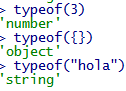 > typeof(3)
'number'
> typeof({})
'object'
> typeof("hola")
'string'